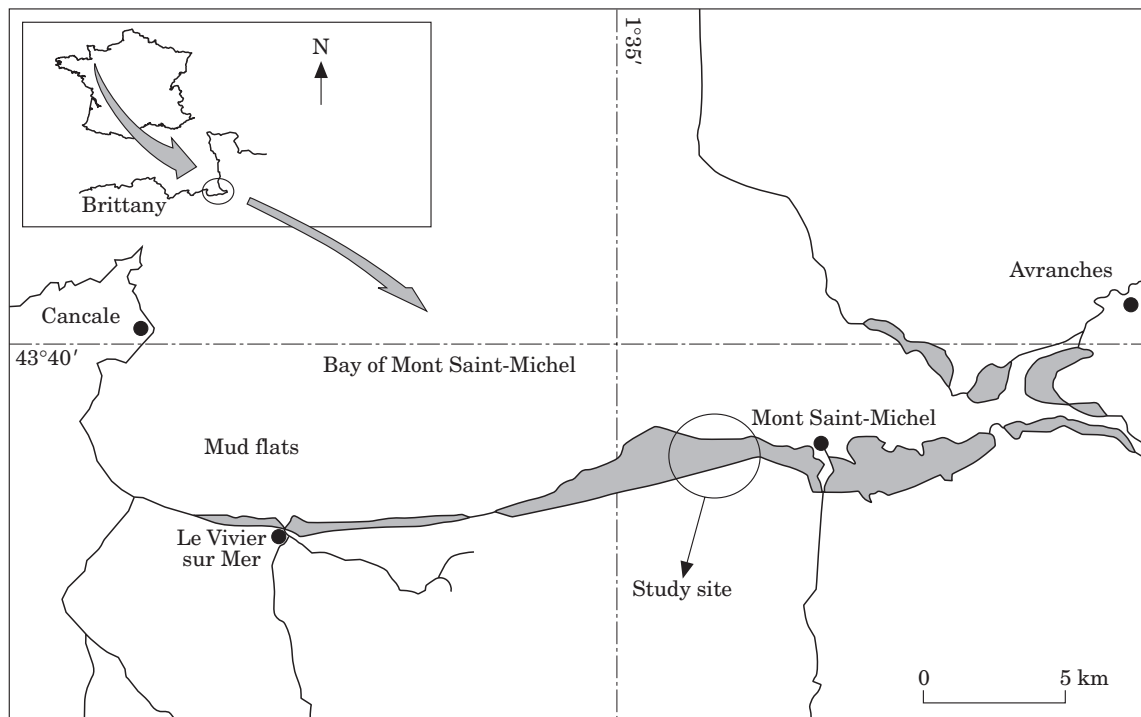 N
Brittany
1°35′
Avranches
Cancale
43°40′
Bay of Mont Saint-Michel
Mont Saint-Michel
Mud flats
Le Vivier
sur Mer
Study site
0 5 km